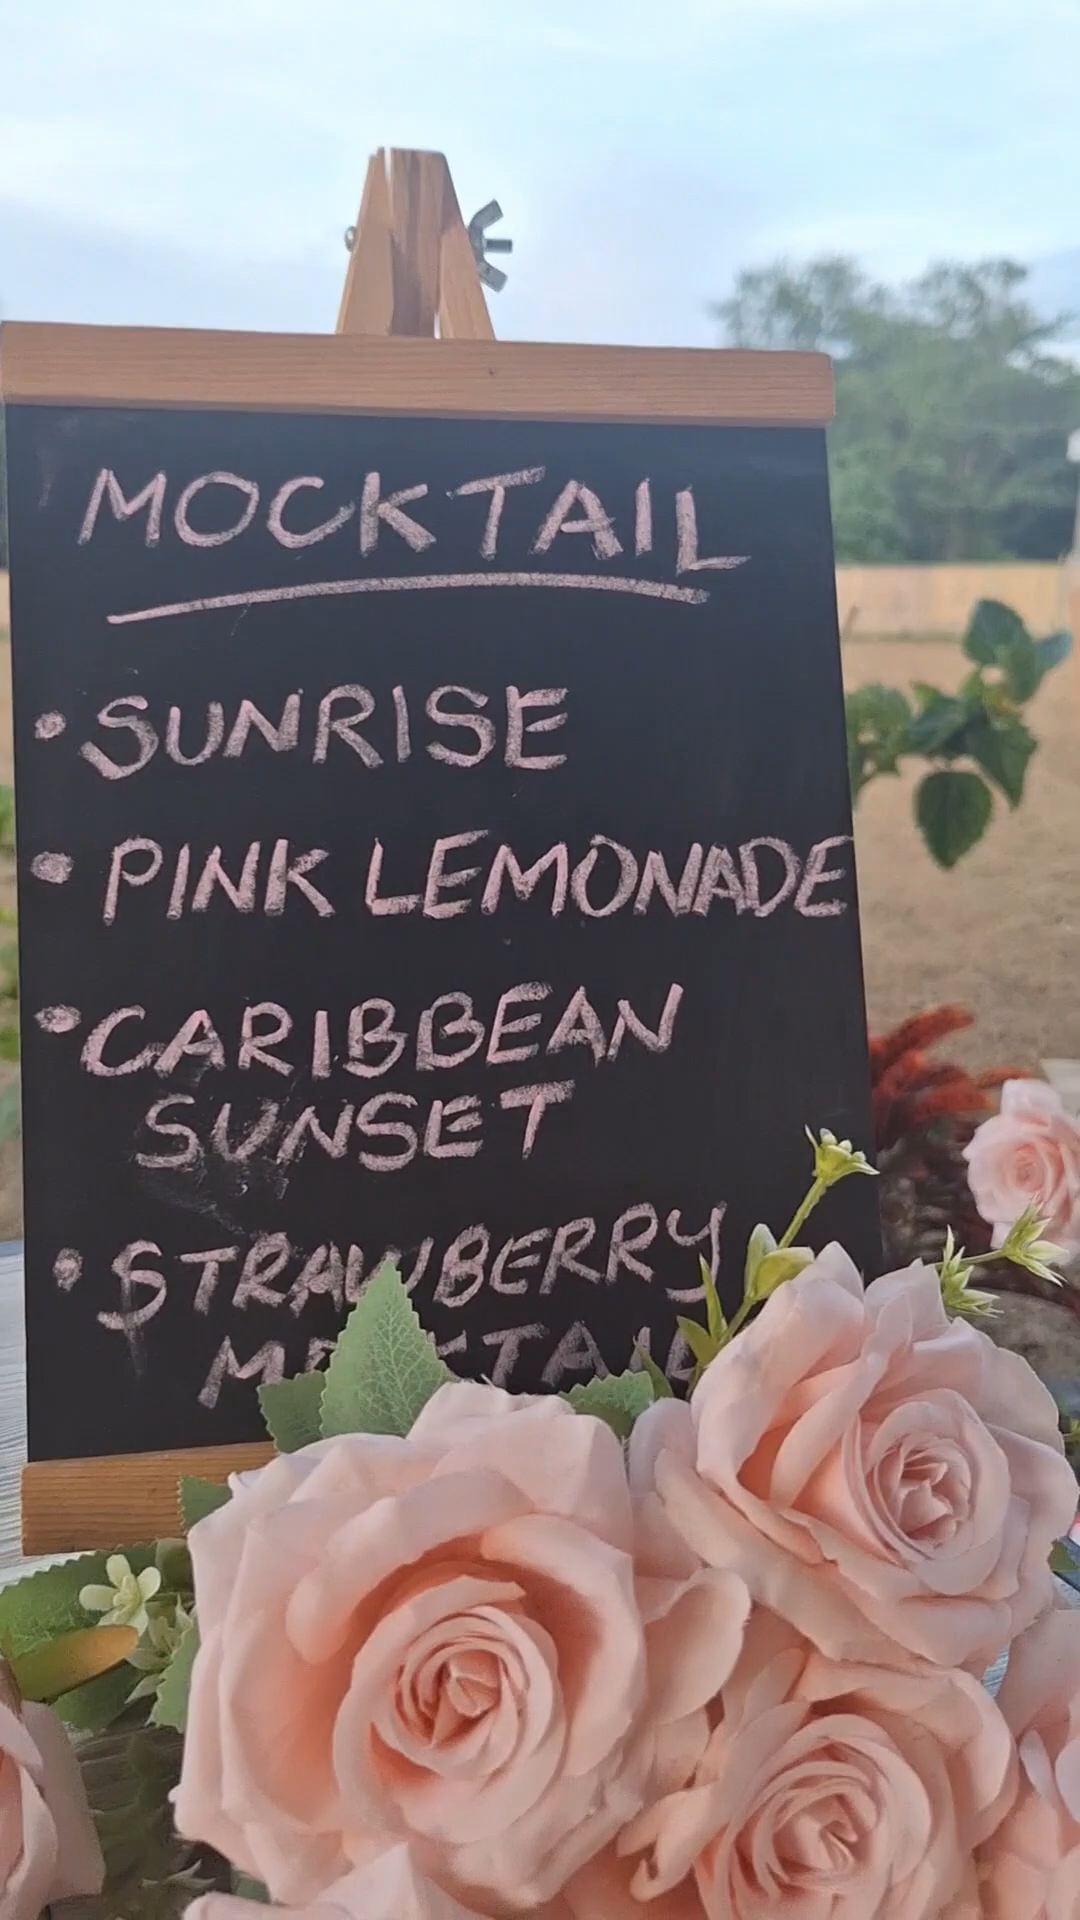 MOCKTAIL
• SUNRISE
• PINK LEMONADE
• CARIBBEAN
SUNSET
• STRAWBERRY